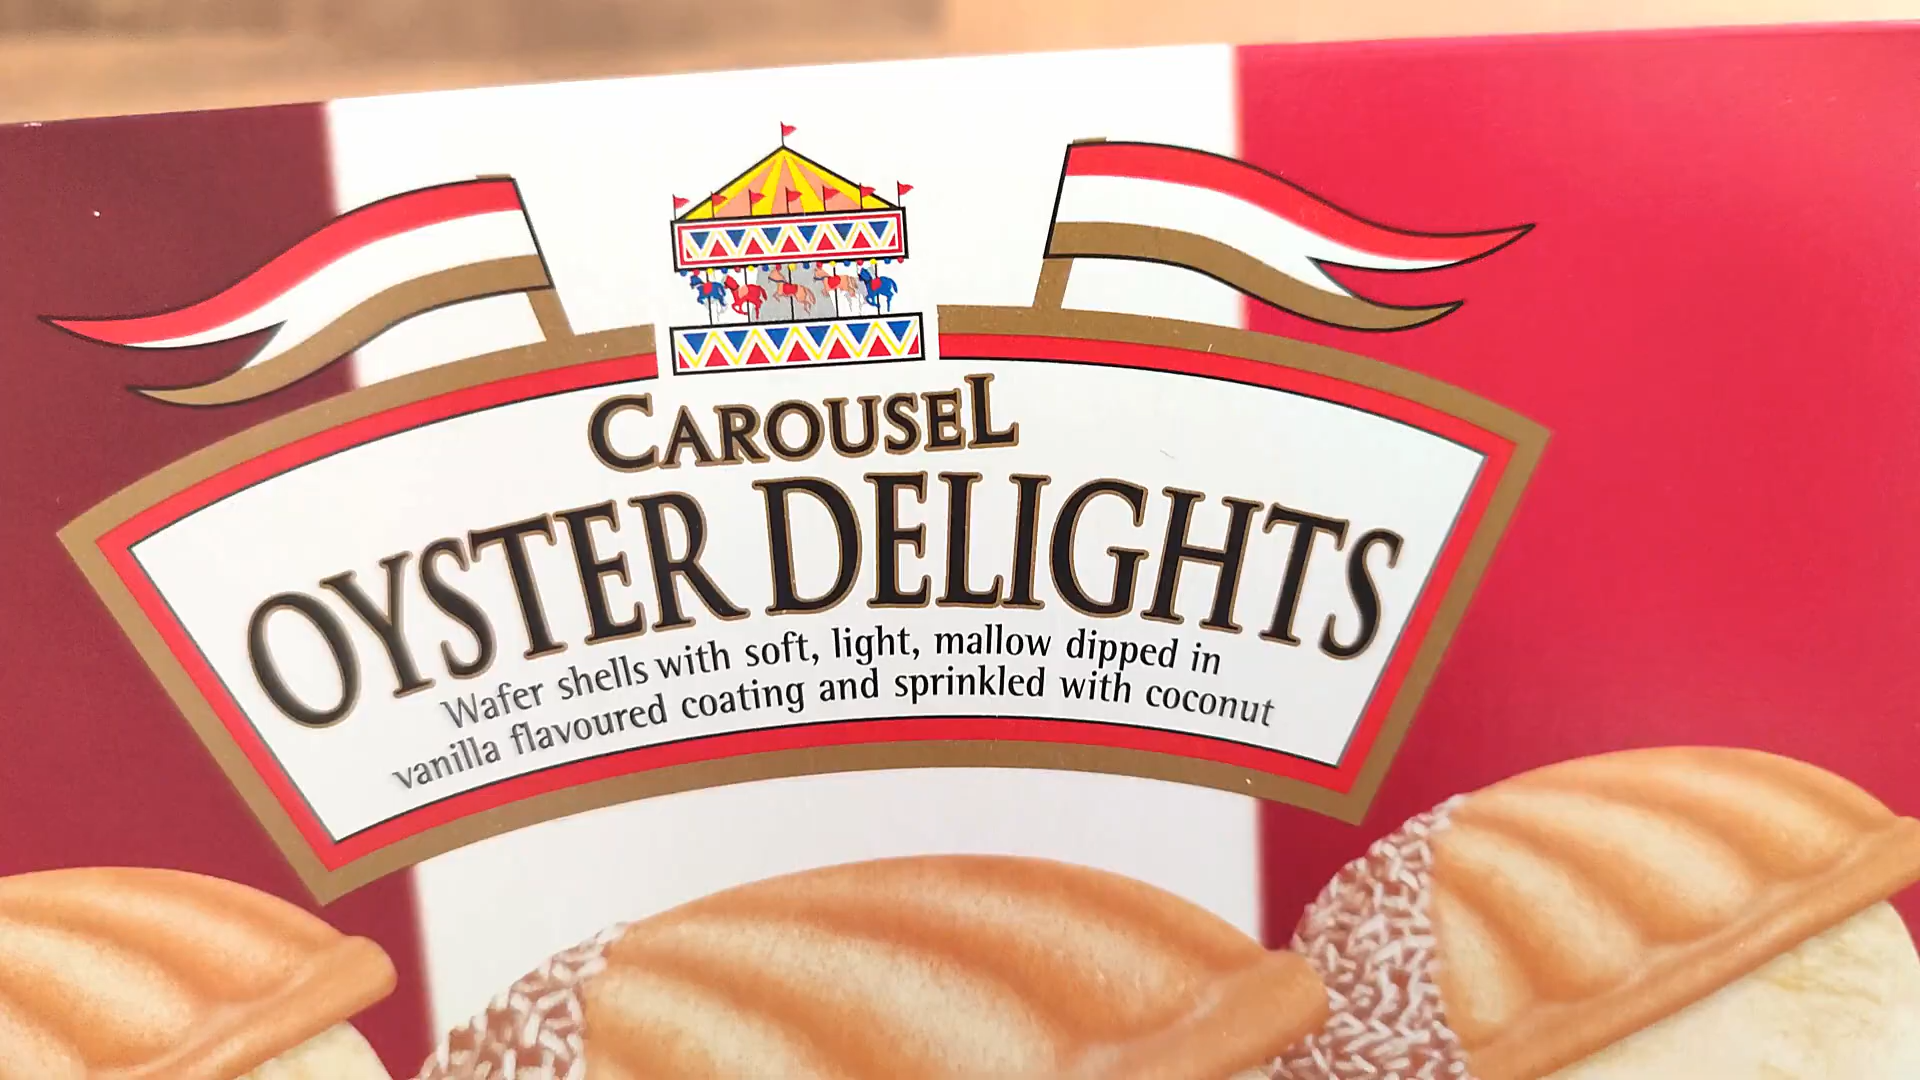 CAROUSEL
OYSTER DELIGHTS
Wafer shells with soft, light, mallow dipped in
vanilla flavoured coating and sprinkled with coconut